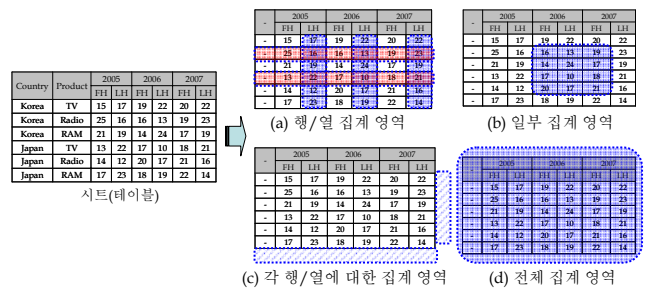 Country Product 2005 2006 2007
FH LH FH LH FH LH
Korea TV 15 17 19 22 20 22
Korea Radio 25 16 16 13 19 23
Korea RAM 21 19 14 24 17 19
Japan TV 13 22 17 10 18 21
Japan Radio 14 12 20 17 21 16
Japan RAM 17 23 18 19 22 14
시트(테이블)
- 2005 2006 2007
FH LH FH LH FH LH
- 15 17 19 22 20 22
- 25 16 16 13 19 23
- 21 19 14 24 17 19
- 13 22 17 10 18 21
- 14 12 20 17 21 16
- 17 23 18 19 22 14
(a) 행/열 집계 영역
- 2005 2006 2007
FH LH FH LH FH LH
- 15 17 19 22 20 22
- 25 16 16 13 19 23
- 21 19 14 24 17 19
- 13 22 17 10 18 21
- 14 12 20 17 21 16
- 17 23 18 19 22 14
(b) 일부 집계 영역
- 2005 2006 2007
FH LH FH LH FH LH
- 15 17 19 22 20 22
- 25 16 16 13 19 23
- 21 19 14 24 17 19
- 13 22 17 10 18 21
- 14 12 20 17 21 16
- 17 23 18 19 22 14
(c) 각 행/열에 대한 집계 영역
- 2005 2006 2007
FH LH FH LH FH LH
- 15 17 19 22 20 22
- 25 16 16 13 19 23
- 21 19 14 24 17 19
- 13 22 17 10 18 21
- 14 12 20 17 21 16
- 17 23 18 19 22 14
(d) 전체 집계 영역